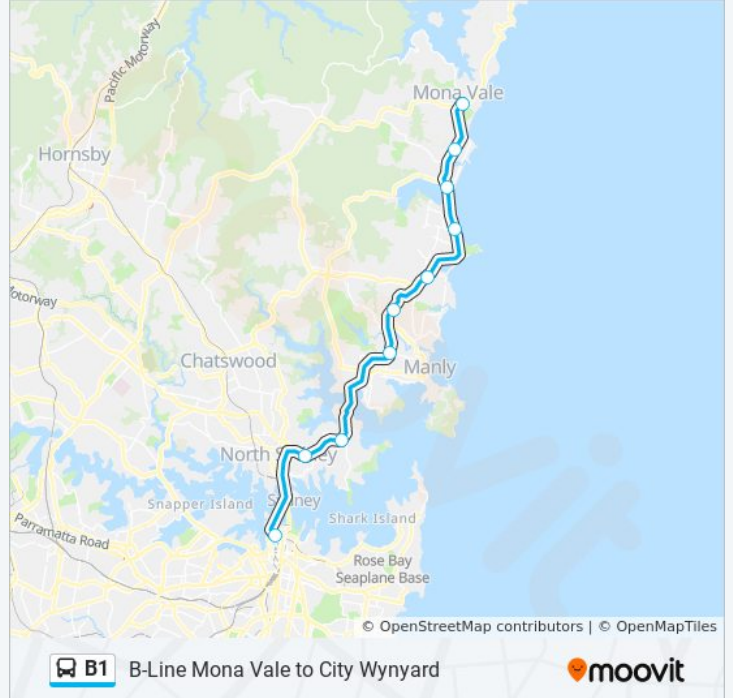 Pacific Motorway
Mona Vale
Hornsby
Motorway
Chatswood
Manly
North Sydney
Snapper Island
Sydney
Shark Island
Parramatta Road
Rose Bay
Seaplane Base
© OpenStreetMap contributors | © OpenMapTiles
B1 B-Line Mona Vale to City Wynyard moovit